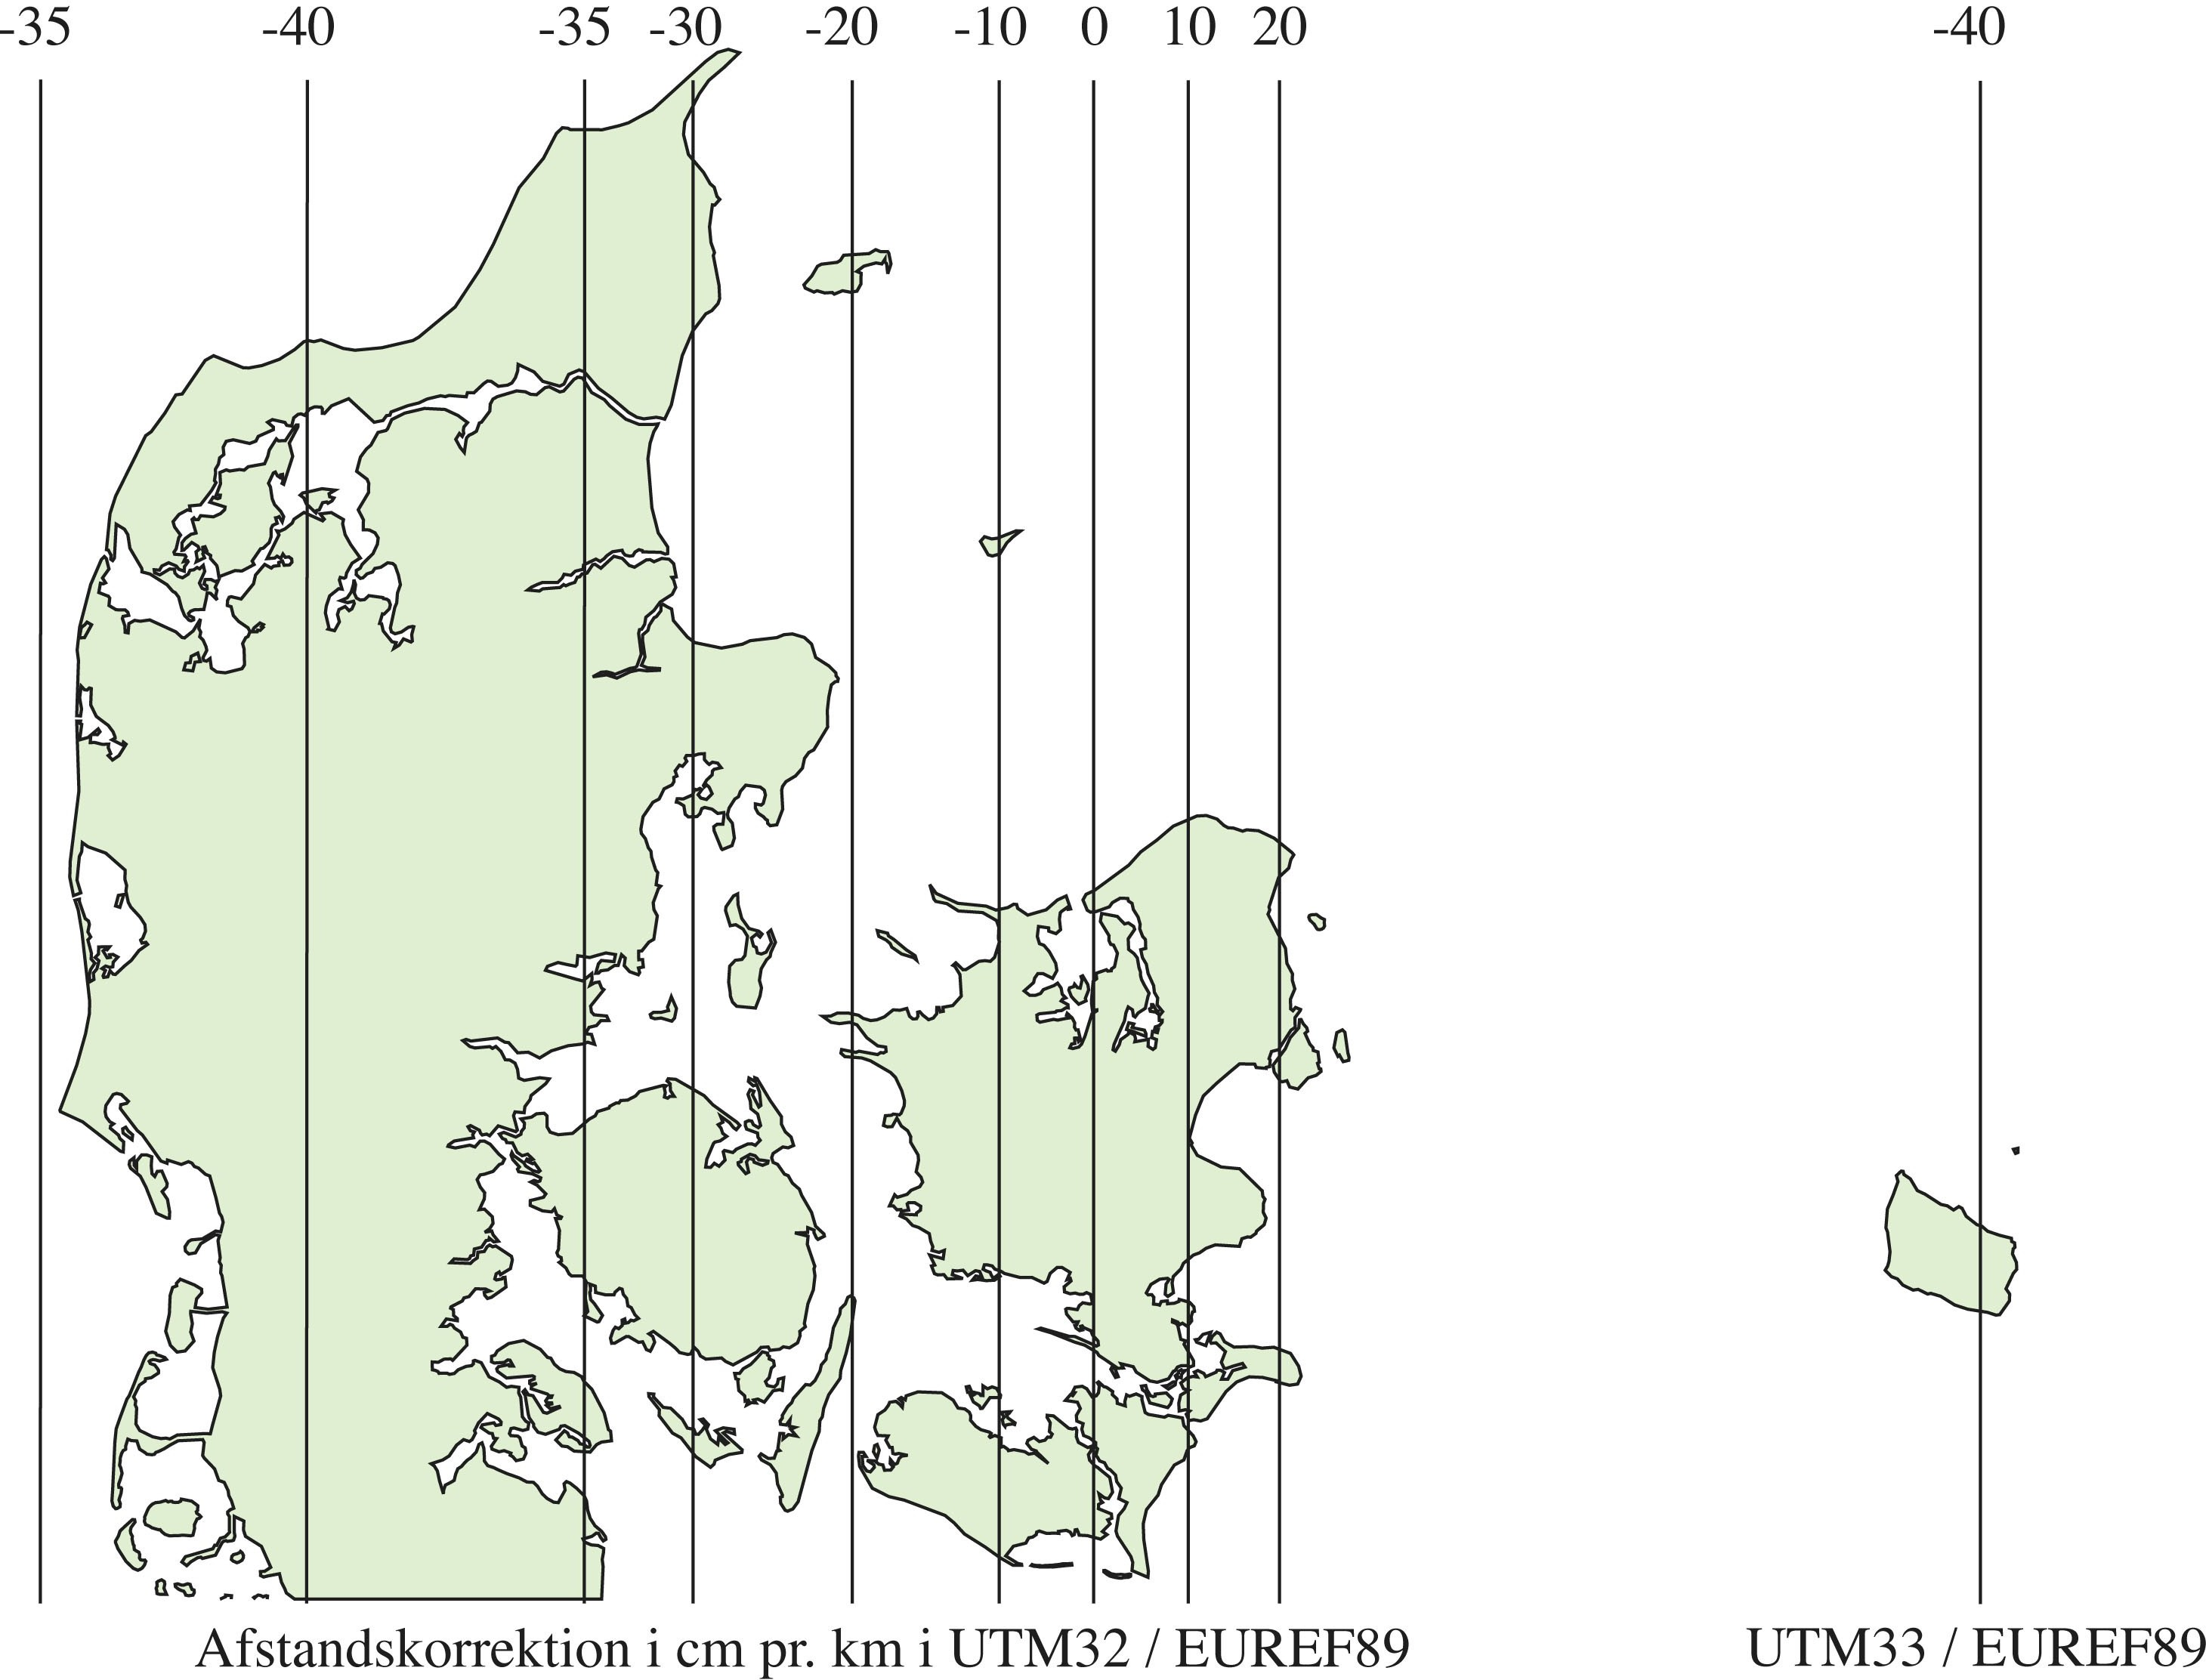 -35 -40 -35 -30 -20 -10 0 10 20 -40
Afstandskorrektion i cm pr. km i UTM32 / EUREF89 UTM33 / EUREF89